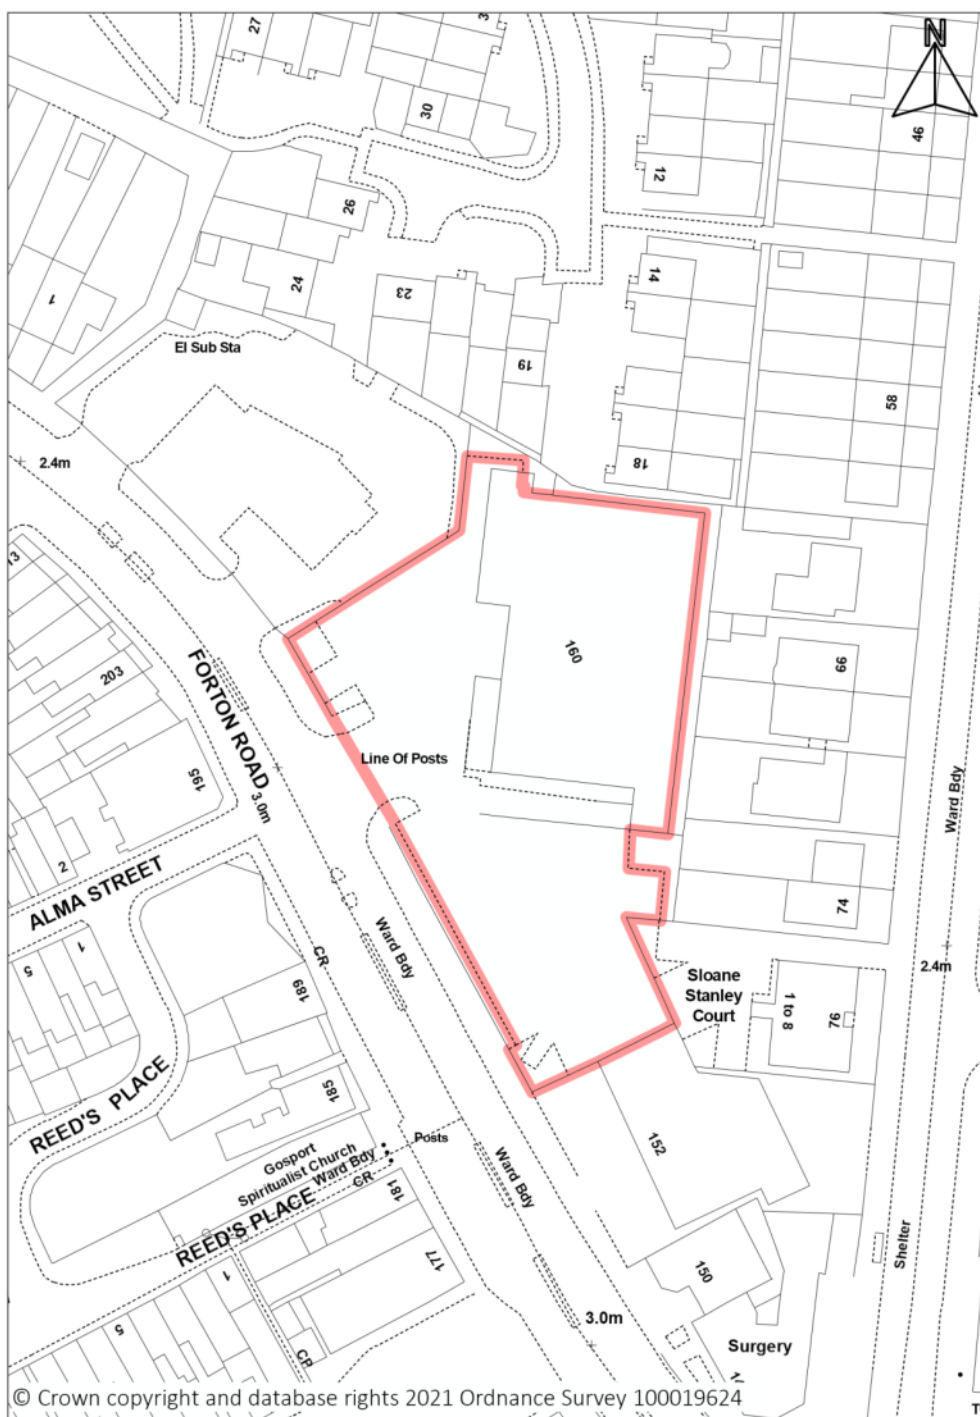 27
3
N
30
46
12
26
14
24
23
1
El Sub Sta
19
58
18
2.4m
13
160
66
203
FORTON ROAD
Line Of Posts
195
3.0m
Ward Bdy
2
74
ALMA STREET
1
5
CR
Ward Bdy
2.4m
Sloane
Stanley
Court
1 to 8
76
189
REED'S PLACE
185
Posts
152
Gosport
Spiritualist Church
Ward Bdy
CR
181
Ward Bdy
REED'S PLACE
177
Shelter
1
150
5
3.0m
CP
Surgery
© Crown copyright and database rights 2021 Ordnance Survey 100019624